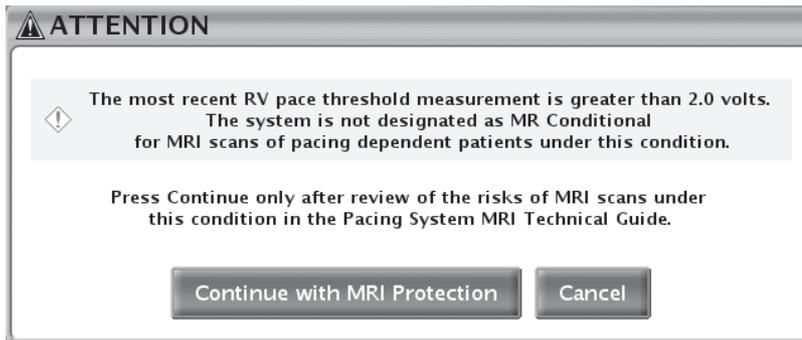 ATTENTION
The most recent RV pace threshold measurement is greater than 2.0 volts.
The system is not designated as MR Conditional
for MRI scans of pacing dependent patients under this condition.
Press Continue only after review of the risks of MRI scans under
this condition in the Pacing System MRI Technical Guide.
Continue with MRI Protection
Cancel